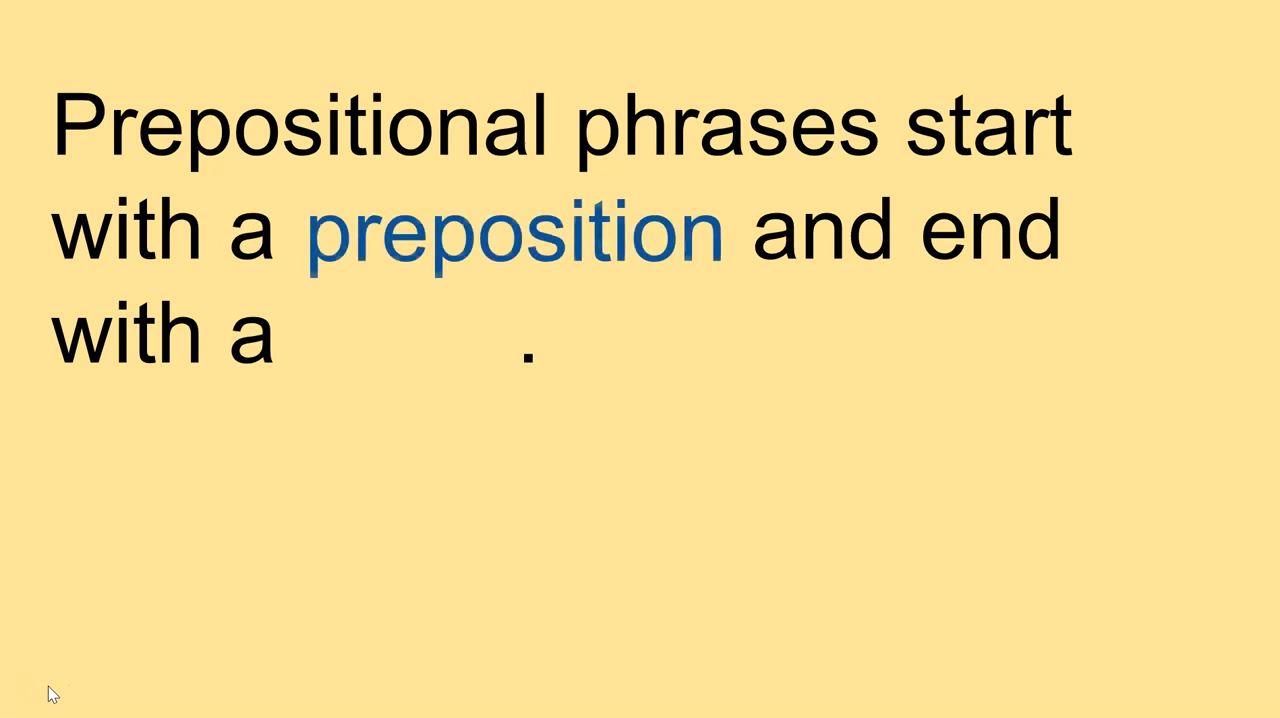 Prepositional phrases start
with a preposition and end
with a .